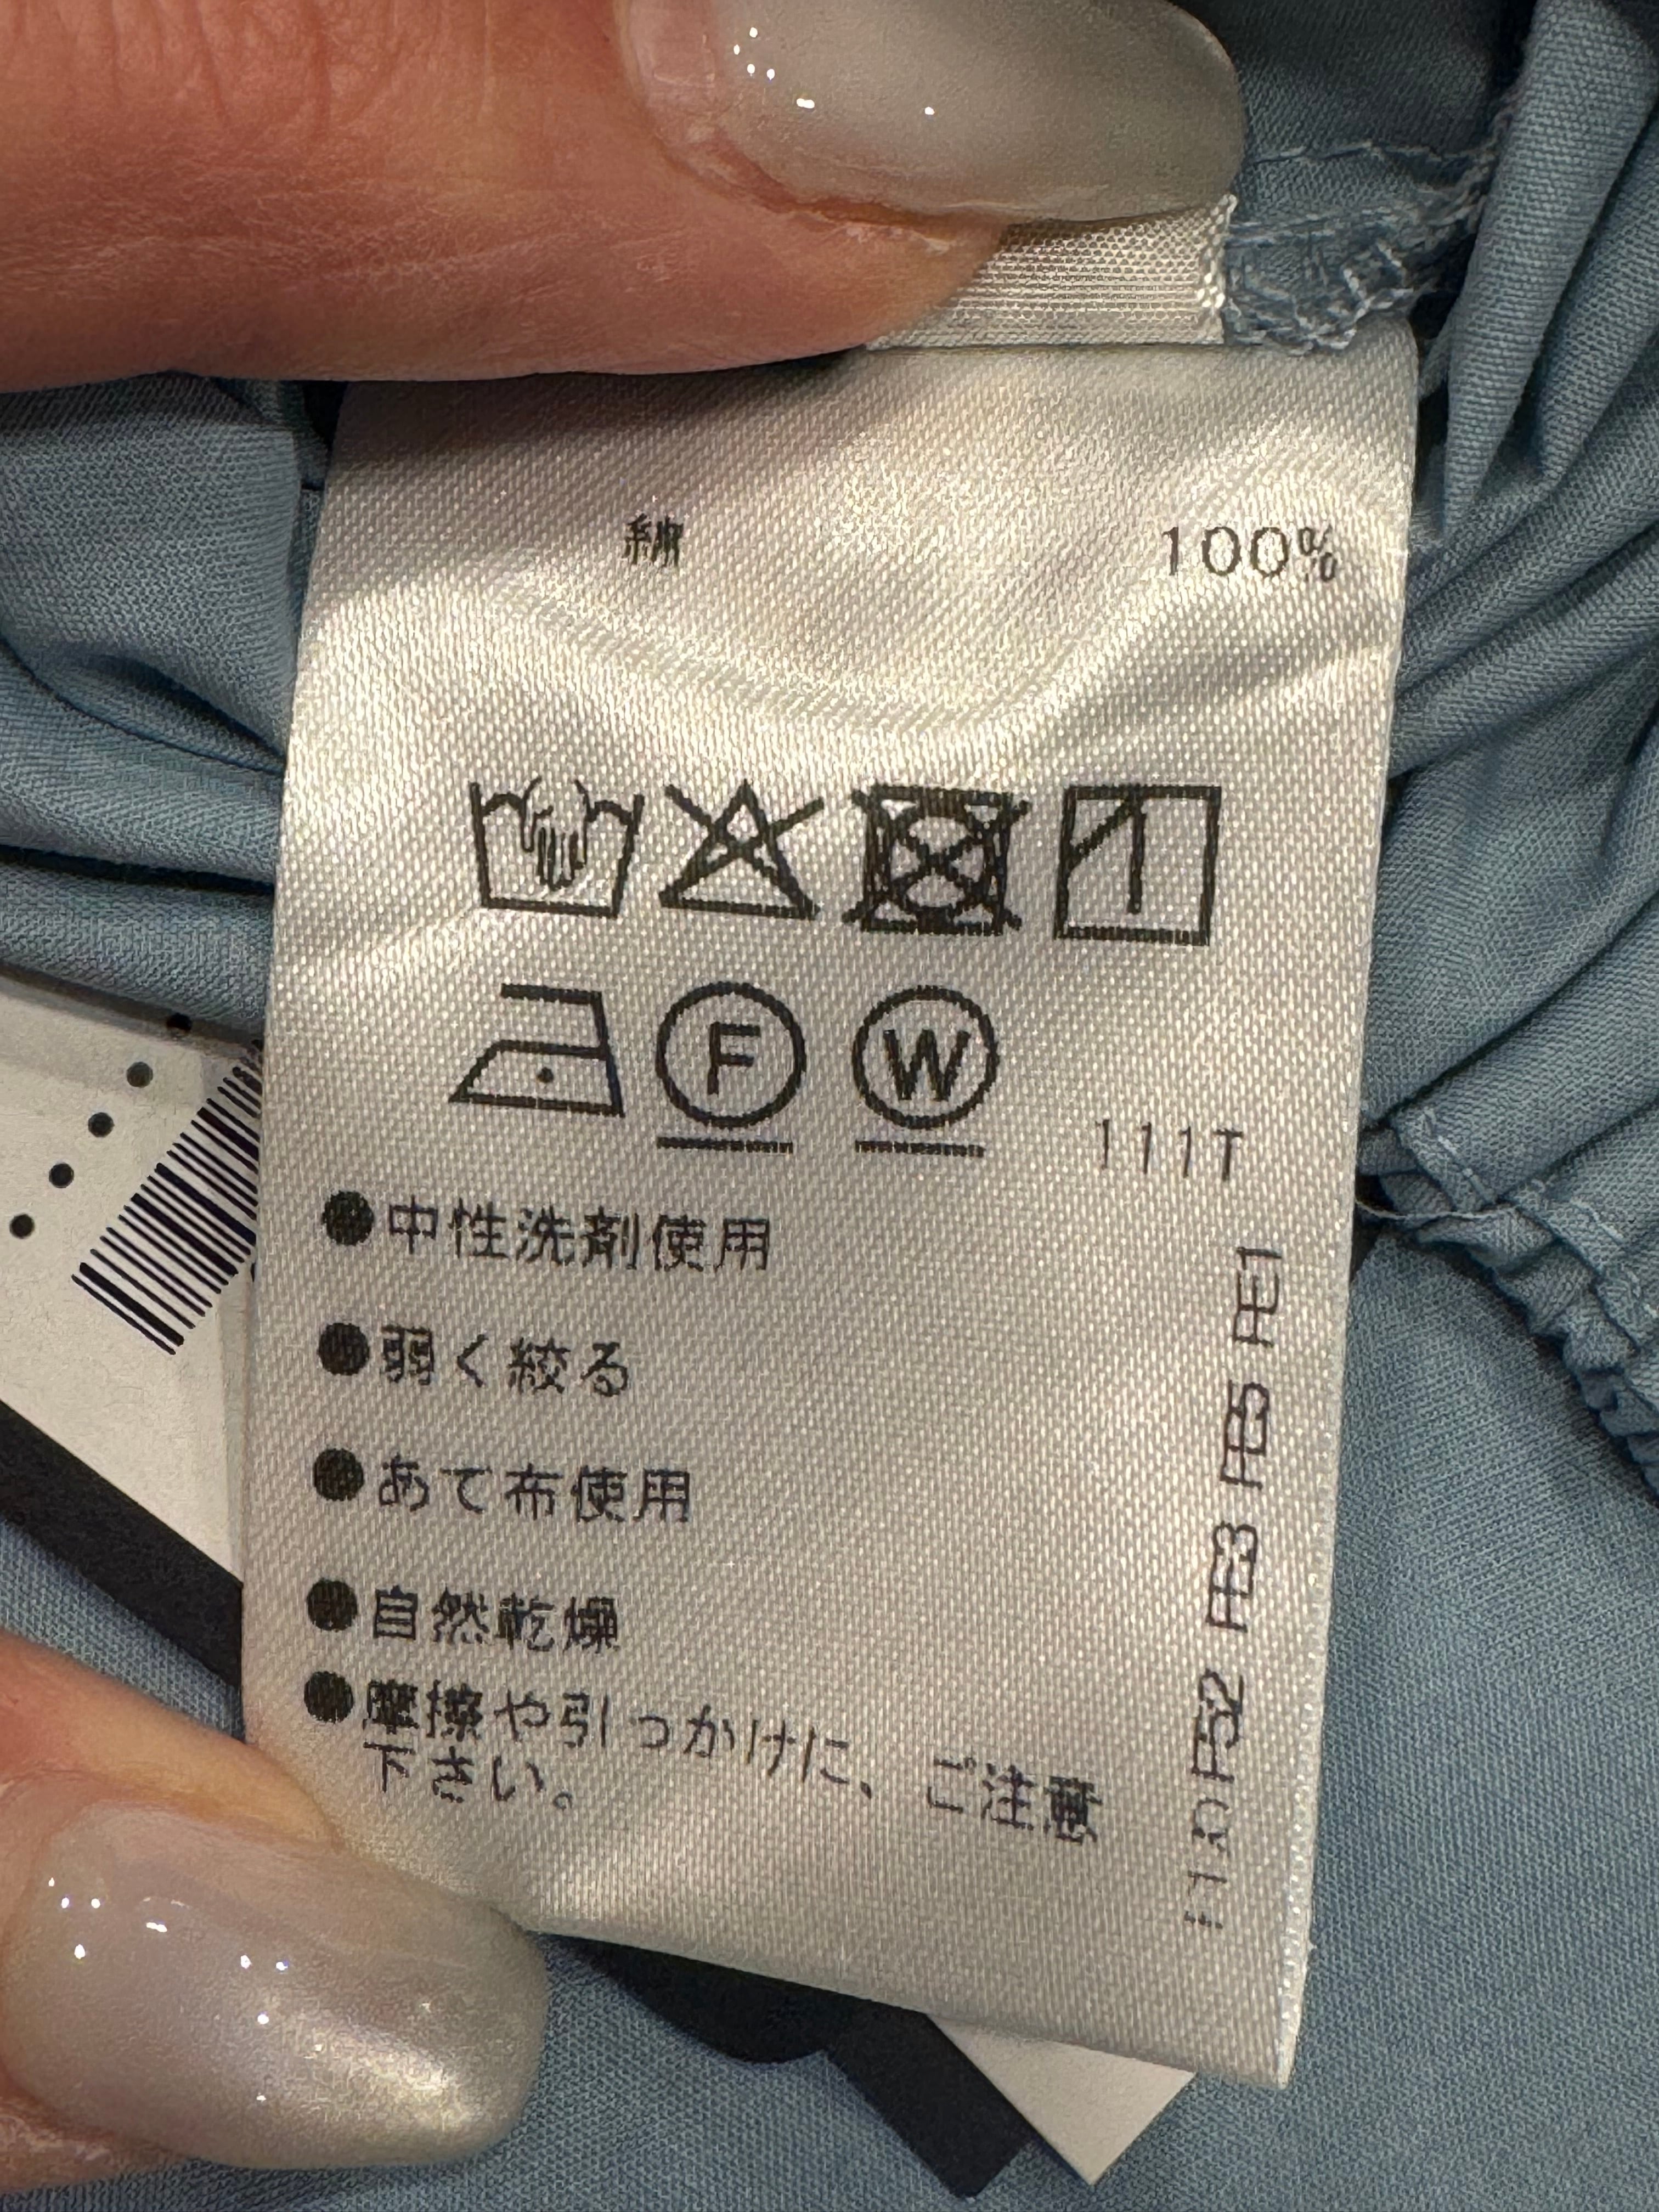 綿 100%
F W
111T
●中性洗剤使用
●弱く絞る
●あて布使用
●自然乾燥
●摩擦や引っかけに、ご注意
下さい。